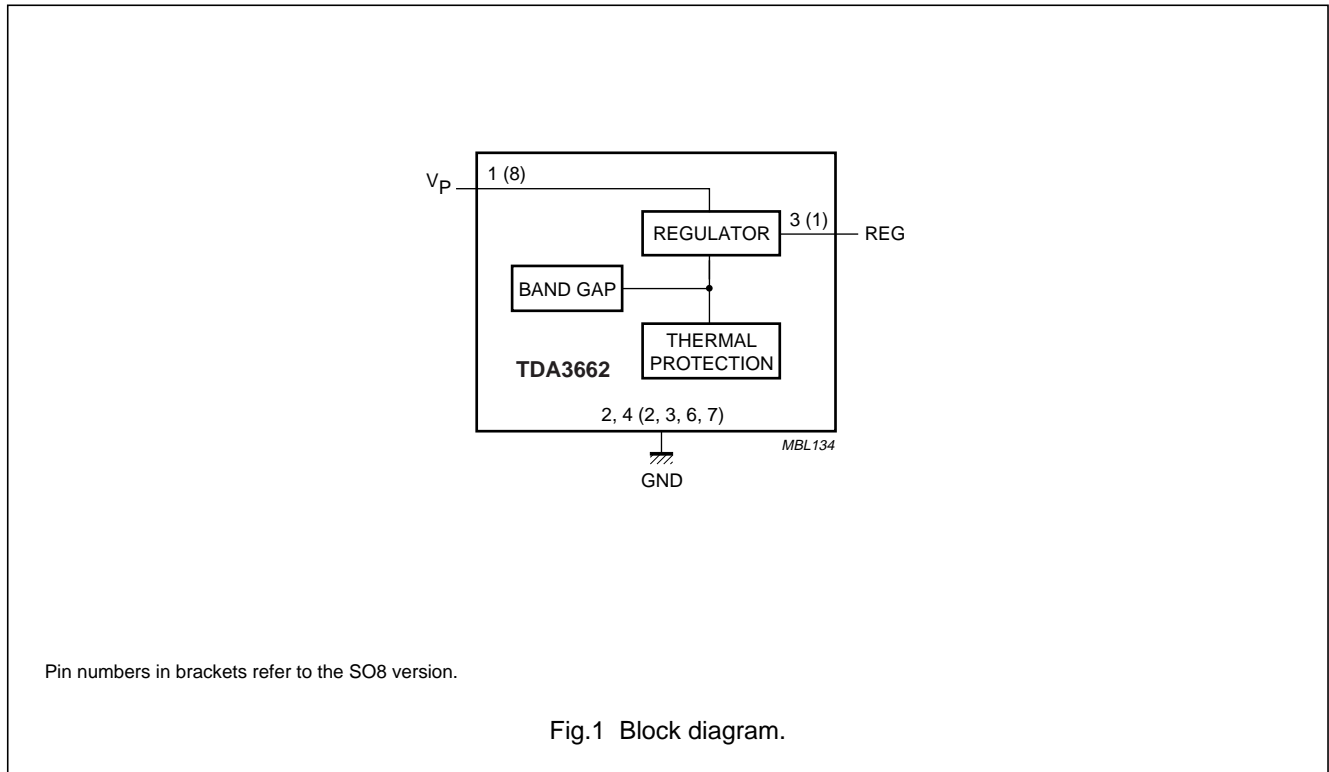 V_P 1 (8)
REGULATOR 3 (1) REG
BAND GAP
THERMAL
PROTECTION
TDA3662
2, 4 (2, 3, 6, 7)
MBL134
GND
Pin numbers in brackets refer to the SO8 version.
Fig.1 Block diagram.